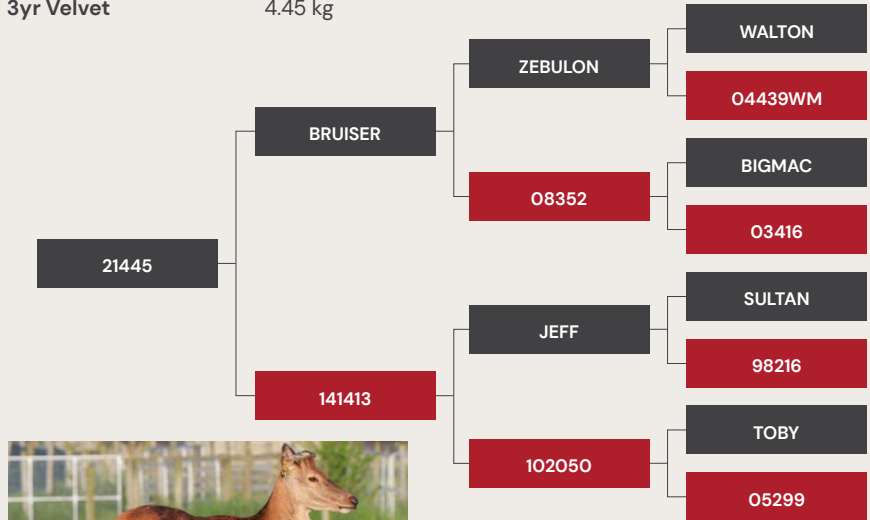 3yr Velvet 4.45 kg
WALTON
ZEBULON
04439WM
BRUISER
BIGMAC
08352
03416
21445
SULTAN
JEFF
98216
141413
TOBY
102050
05299